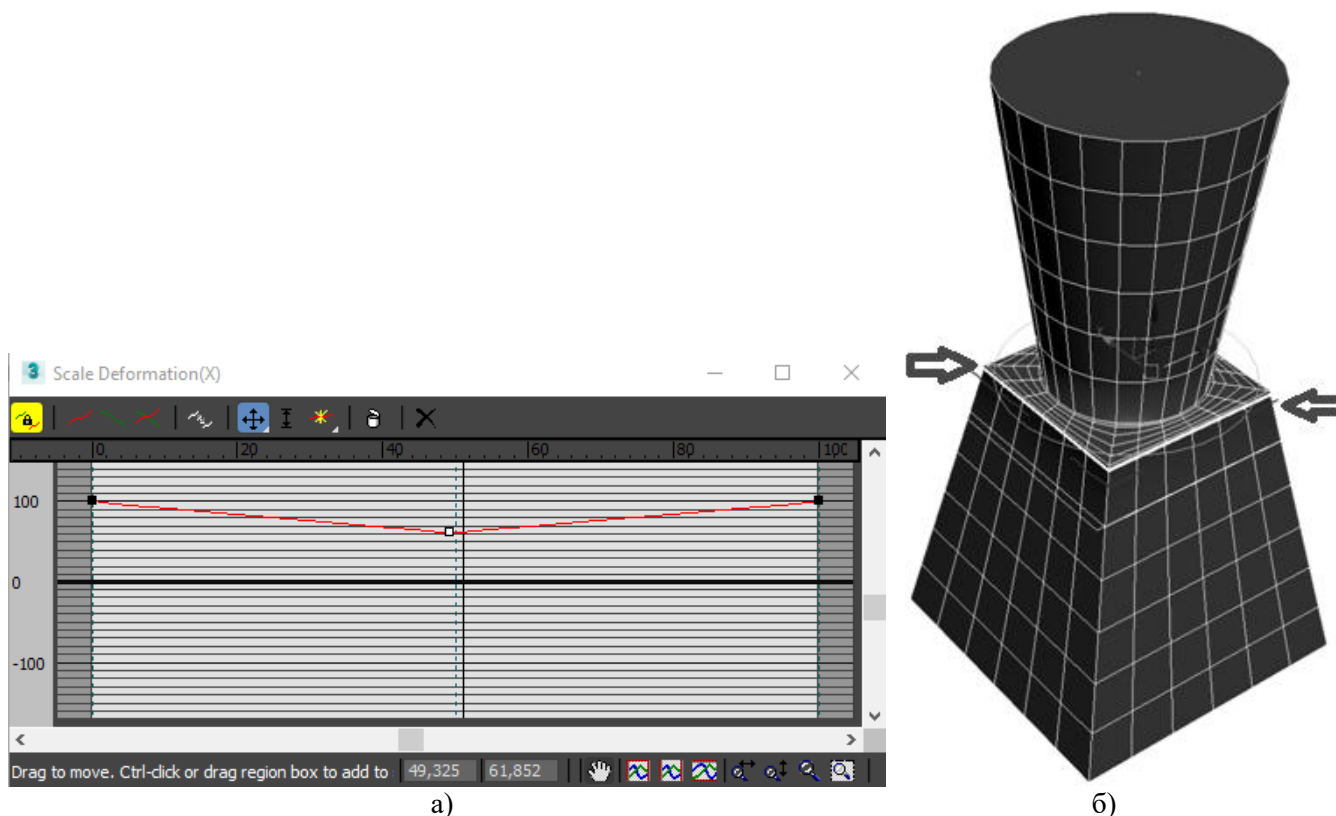 3 Scale Deformation(X)
0 20 40 60 80 100
100
0
-100
Drag to move. Ctrl-click or drag region box to add to 49,325 61,852
а) б)